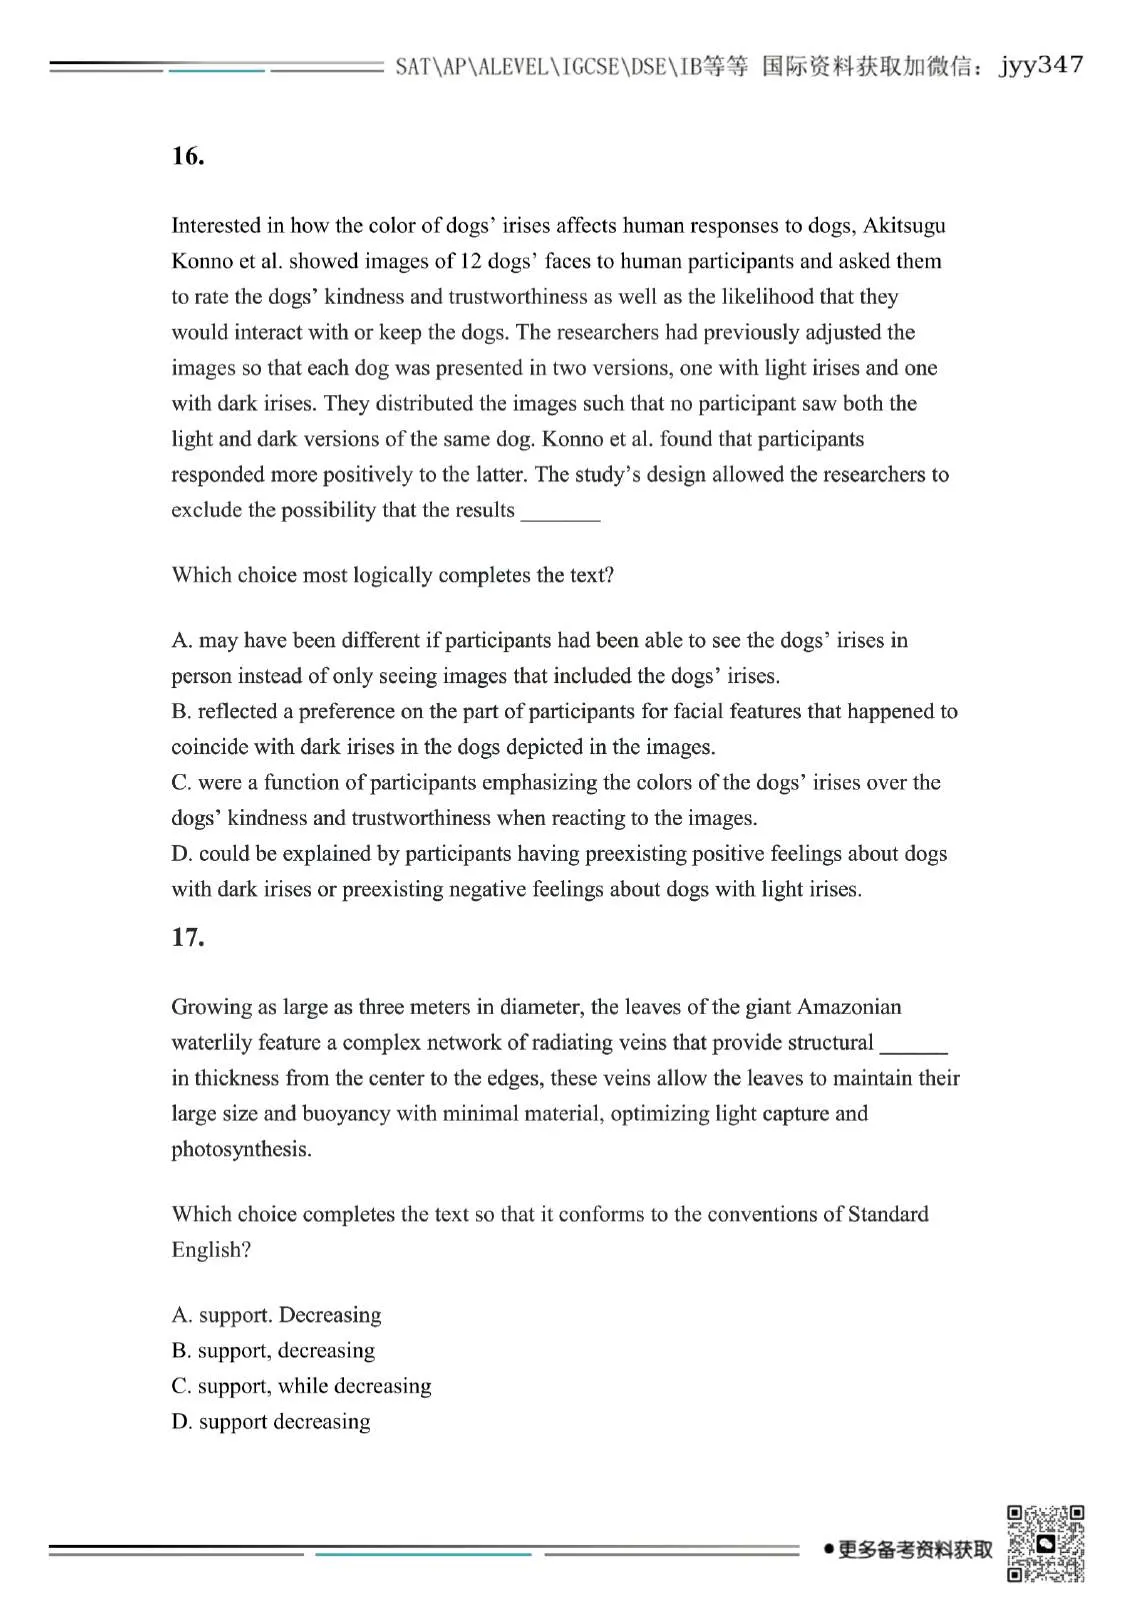 SAT\AP\ALEVEL\IGCSE\DSE\IB等等 国际资料获取加微信: jyy347
16.
Interested in how the color of dogs’ irises affects human responses to dogs, Akitsugu
Konno et al. showed images of 12 dogs’ faces to human participants and asked them
to rate the dogs’ kindness and trustworthiness as well as the likelihood that they
would interact with or keep the dogs. The researchers had previously adjusted the
images so that each dog was presented in two versions, one with light irises and one
with dark irises. They distributed the images such that no participant saw both the
light and dark versions of the same dog. Konno et al. found that participants
responded more positively to the latter. The study’s design allowed the researchers to
exclude the possibility that the results _______
Which choice most logically completes the text?
A. may have been different if participants had been able to see the dogs’ irises in
person instead of only seeing images that included the dogs’ irises.
B. reflected a preference on the part of participants for facial features that happened to
coincide with dark irises in the dogs depicted in the images.
C. were a function of participants emphasizing the colors of the dogs’ irises over the
dogs’ kindness and trustworthiness when reacting to the images.
D. could be explained by participants having preexisting positive feelings about dogs
with dark irises or preexisting negative feelings about dogs with light irises.
17.
Growing as large as three meters in diameter, the leaves of the giant Amazonian
waterlily feature a complex network of radiating veins that provide structural ______
in thickness from the center to the edges, these veins allow the leaves to maintain their
large size and buoyancy with minimal material, optimizing light capture and
photosynthesis.
Which choice completes the text so that it conforms to the conventions of Standard
English?
A. support. Decreasing
B. support, decreasing
C. support, while decreasing
D. support decreasing
●更多备考资料获取